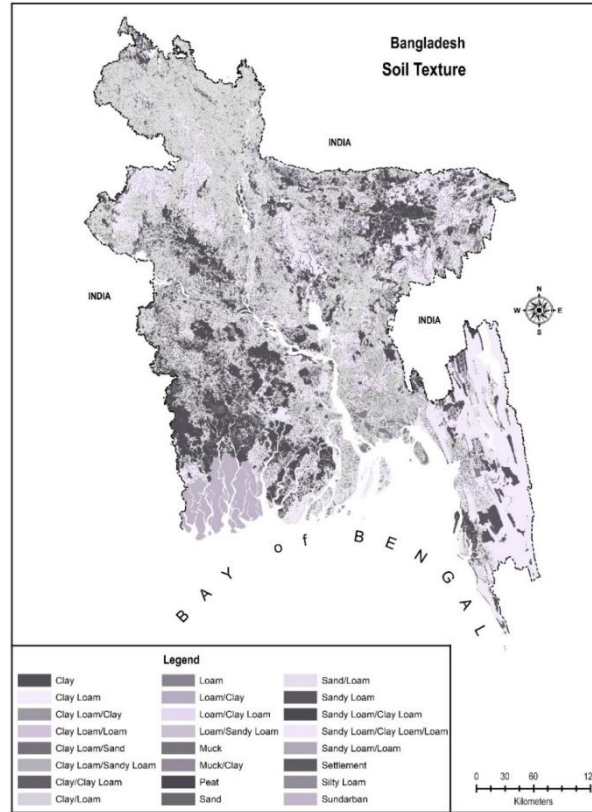 Bangladesh
Soil Texture
INDIA
INDIA
INDIA
N
W E
S
BAY of BENGAL
Legend
Clay
Clay Loam
Clay Loam/Clay
Clay Loam/Loam
Clay Loam/Sand
Clay Loam/Sandy Loam
Clay/Clay Loam
Clay/Loam
Loam
Loam/Clay
Loam/Clay Loam
Loam/Sandy Loam
Muck
Muck/Clay
Peat
Sand
Sand/Loam
Sandy Loam
Sandy Loam/Clay Loam
Sandy Loam/Clay Loam/Loam
Sandy Loam/Loam
Settlement
Silty Loam
Sundarban
0 30 60
Kilometers